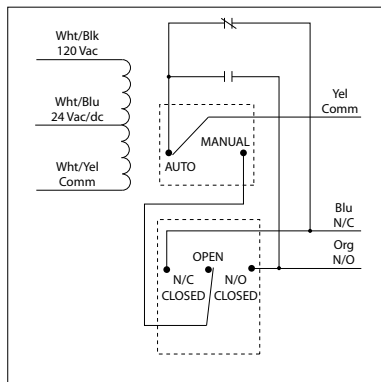 Wht/Blk
120 Vac
Wht/Blu
24 Vac/dc
Wht/Yel
Comm
Yel
Comm
MANUAL
AUTO
Blu
N/C
Org
N/O
OPEN
N/C
CLOSED
N/O
CLOSED